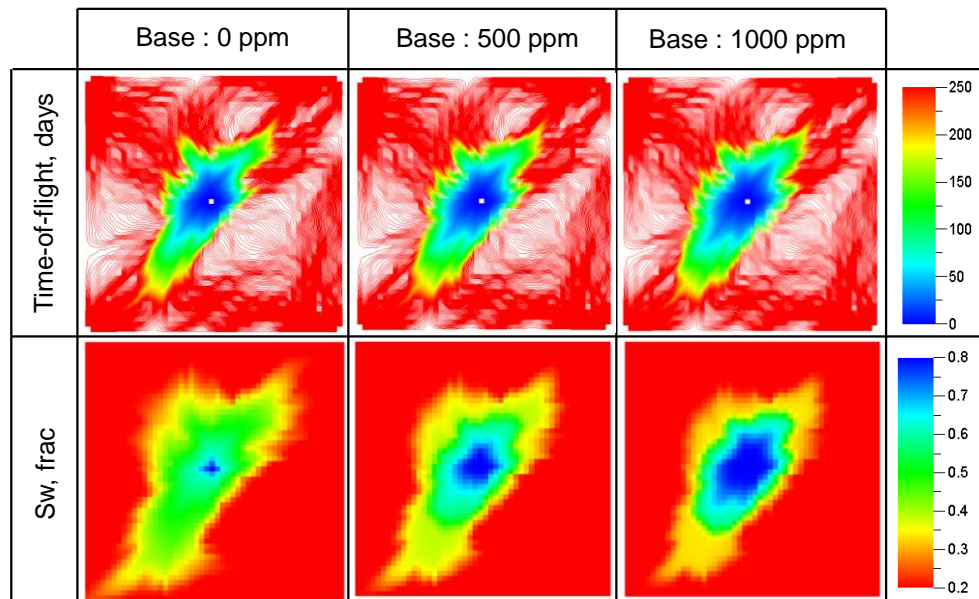 Base : 0 ppm
Base : 500 ppm
Base : 1000 ppm
Time-of-flight, days
250
200
150
100
50
0
Sw, frac
0.8
0.7
0.6
0.5
0.4
0.3
0.2